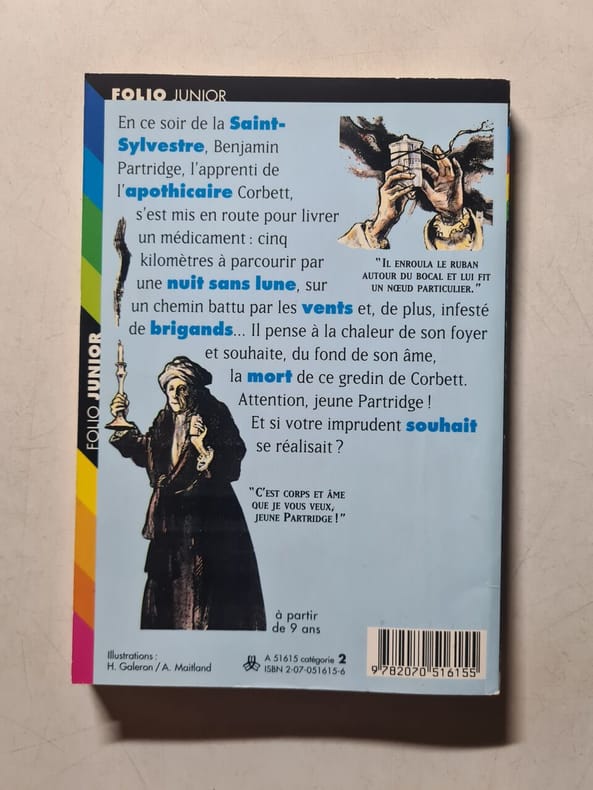 FOLIO JUNIOR
En ce soir de la Saint-
Sylvestre, Benjamin
Partridge, l'apprenti de
l'apothicaire Corbett,
s'est mis en route pour livrer
un médicament : cinq
kilomètres à parcourir par
une nuit sans lune, sur
un chemin battu par les vents et, de plus, infesté
de brigands... Il pense à la chaleur de son foyer
et souhaite, du fond de son âme,
la mort de ce gredin de Corbett.
Attention, jeune Partridge !
Et si votre imprudent souhait
se réalisait ?
"IL ENROULA LE RUBAN
AUTOUR DU BOCAL ET LUI FIT
UN NŒUD PARTICULIER."
FOLIO JUNIOR
"C'EST CORPS ET ÂME
QUE JE VOUS VEUX,
JEUNE PARTRIDGE !"
à partir
de 9 ans
Illustrations :
H. Galeron / A. Maitland
A 51615 catégorie 2
ISBN 2-07-051615-6
9 782070 516155